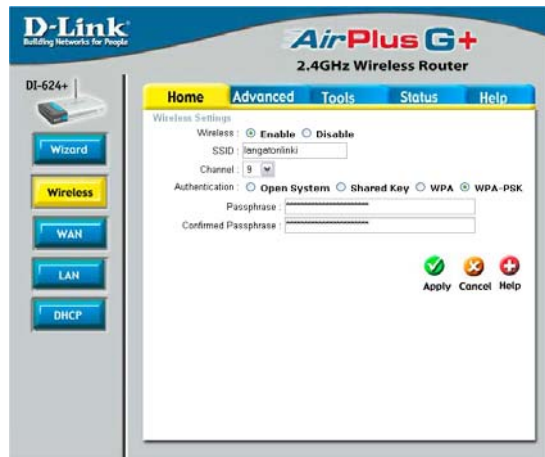 D-Link
Building Networks for People
AirPlus G+
2.4GHz Wireless Router
DI-624+
Home Advanced Tools Status Help
Wizard
Wireless
WAN
LAN
DHCP
Wireless Settings
Wireless : Enable Disable
SSID : langatonlinki
Channel : 9
Authentication : Open System Shared Key WPA WPA-PSK
Passphrase :
Confirmed Passphrase :
Apply Cancel Help